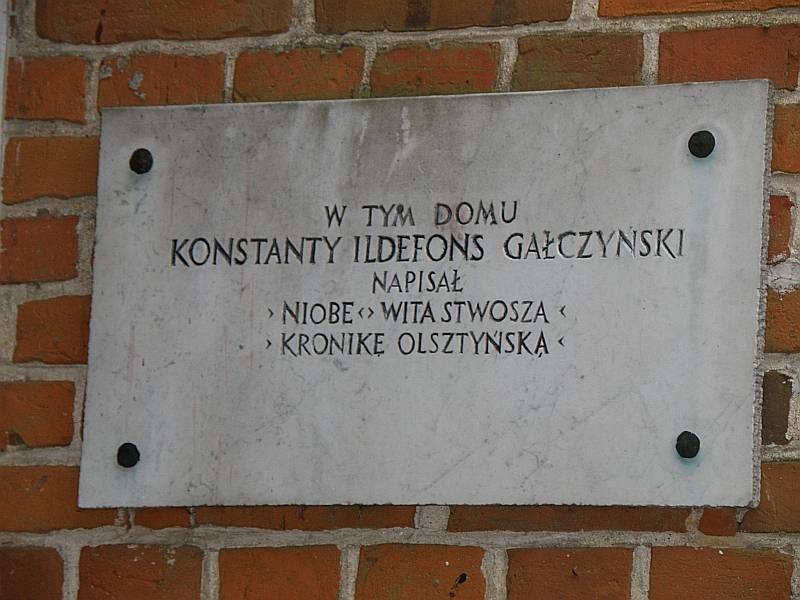 W TYM DOMU
KONSTANTY ILDEFONS GAŁCZYŃSKI
NAPISAŁ
›NIOBE‹›WITA STWOSZA‹
›KRONIKĘ OLSZTYŃSKĄ‹